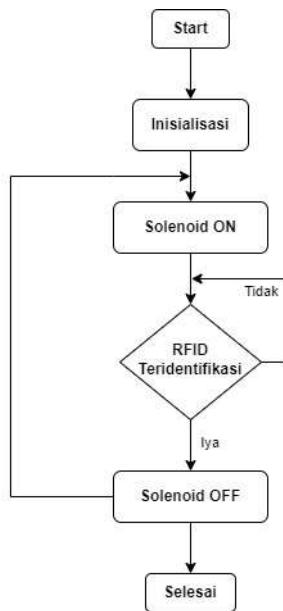 Start
Inisialisasi
Solenoid ON
Tidak
RFID
Teridentifikasi
Iya
Solenoid OFF
Selesai